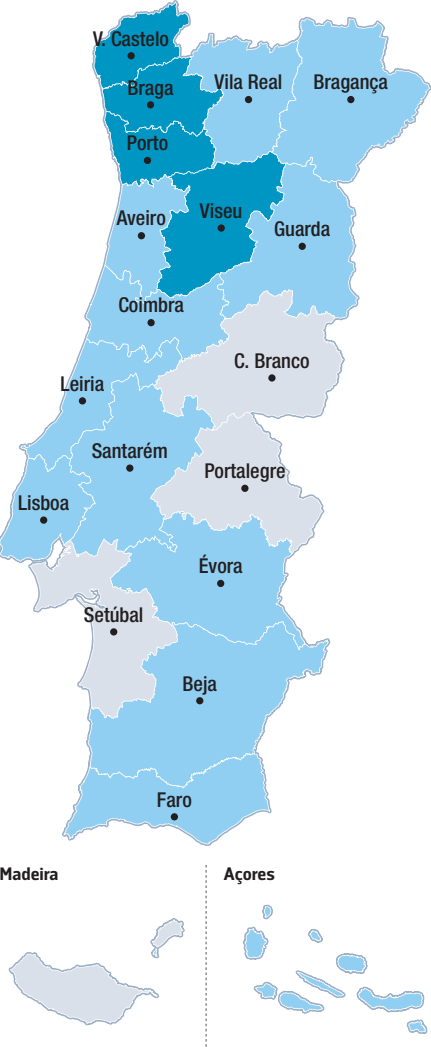 V. Castelo
Braga
Vila Real
Bragança
Porto
Aveiro
Viseu
Guarda
Coimbra
C. Branco
Leiria
Santarém
Portalegre
Lisboa
Évora
Setúbal
Beja
Faro
Madeira
Açores